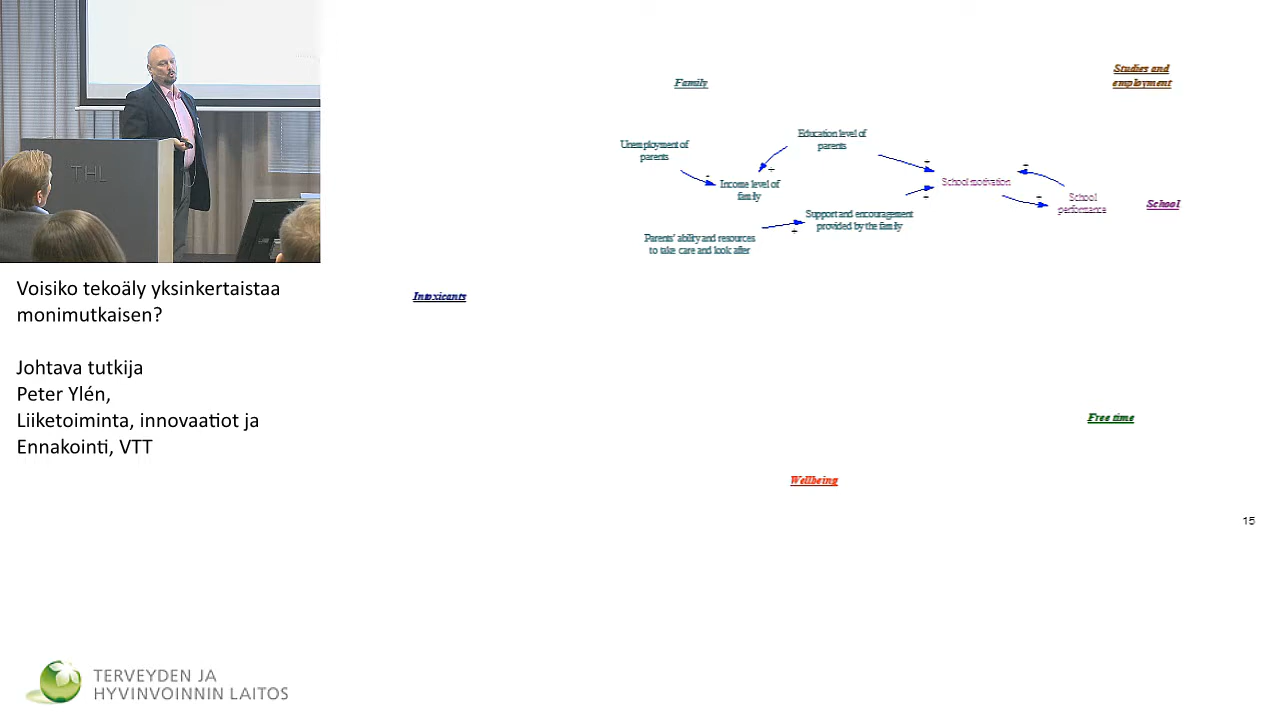 THL
Voisiko tekoäly yksinkertaistaa
monimutkaisen?
Johtava tutkija
Peter Ylén,
Liiketoiminta, innovaatiot ja
Ennakointi, VTT
TERVEYDEN JA
HYVINVOINNIN LAITOS
Family
Studies and
employment
Unemployment of
parents
Education level of
parents
Income level of
family
School motivation
School
performance
School
Support and encouragement
provided by the family
Parents' ability and resources
to take care and look after
Intoxicants
Free time
Wellbeing
15